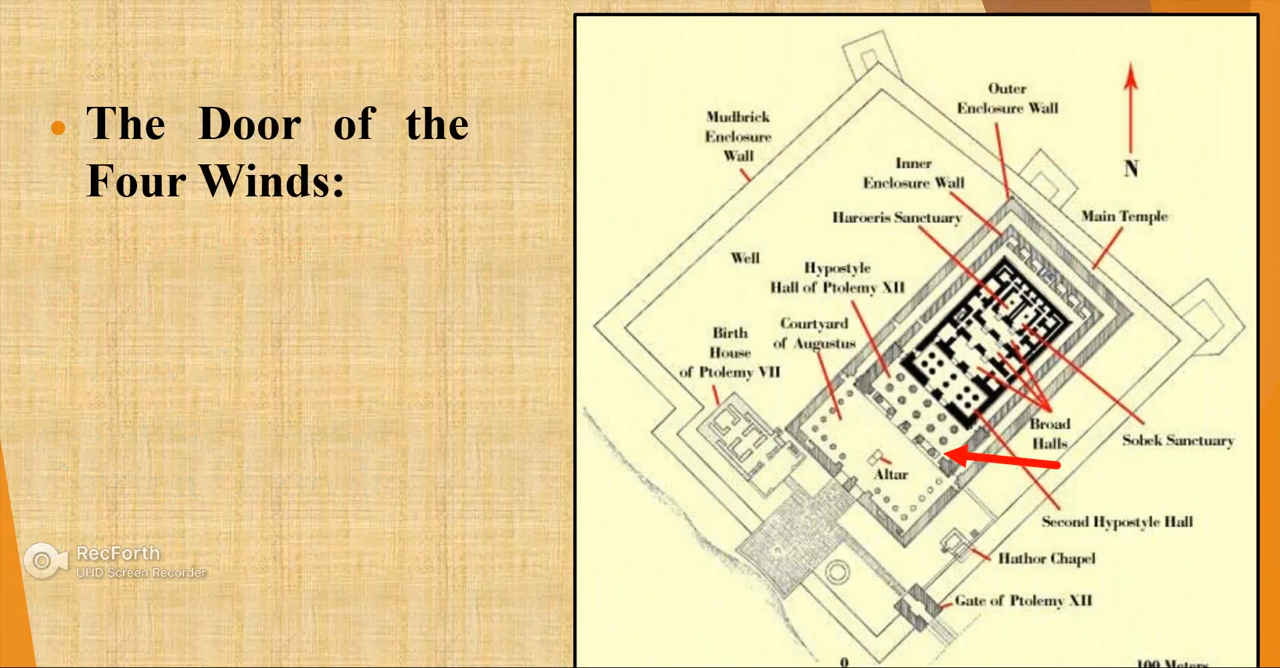 The Door of the
Four Winds:
Outer
Enclosure Wall
Mudbrick
Enclosure
Wall
Inner
Enclosure Wall
N
Haroeris Sanctuary
Main Temple
Well
Hypostyle
Hall of Ptolemy XII
Courtyard
of Augustus
Birth
House
of Ptolemy VII
Broad
Halls
Sobek Sanctuary
Altar
Second Hypostyle Hall
Hathor Chapel
Gate of Ptolemy XII
0
100 Meters
RecForth
UHD Screen Recorder